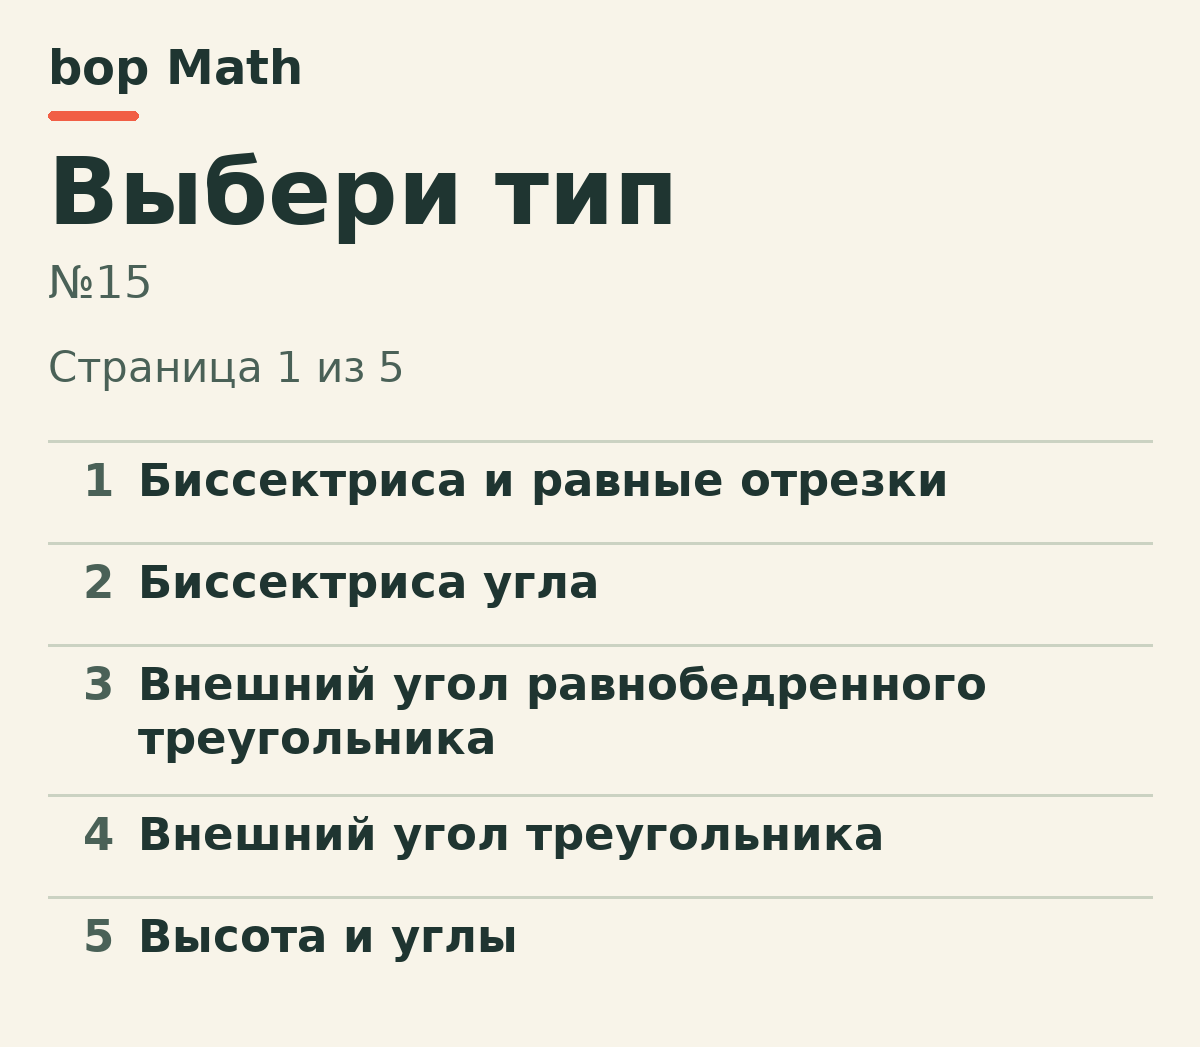 bop Math
Выбери тип
№15
Страница 1 из 5
1 Биссектриса и равные отрезки
2 Биссектриса угла
3 Внешний угол равнобедренного
треугольника
4 Внешний угол треугольника
5 Высота и углы